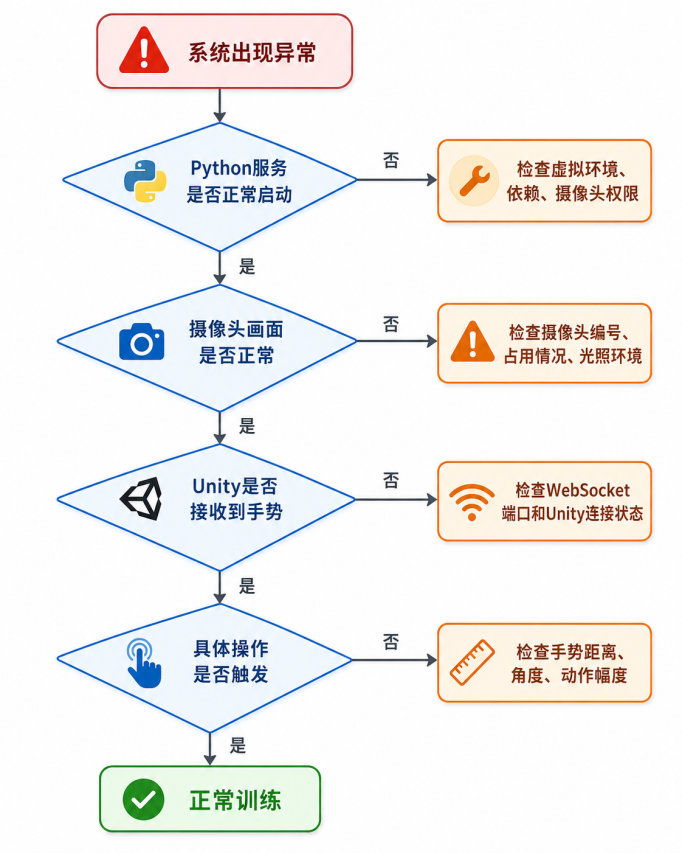 系统出现异常
Python服务
是否正常启动
否
检查虚拟环境、
依赖、摄像头权限
是
摄像头画面
是否正常
否
检查摄像头编号、
占用情况、光照环境
是
Unity是否
接收到手势
否
检查WebSocket
端口和Unity连接状态
是
具体操作
是否触发
否
检查手势距离、
角度、动作幅度
是
正常训练